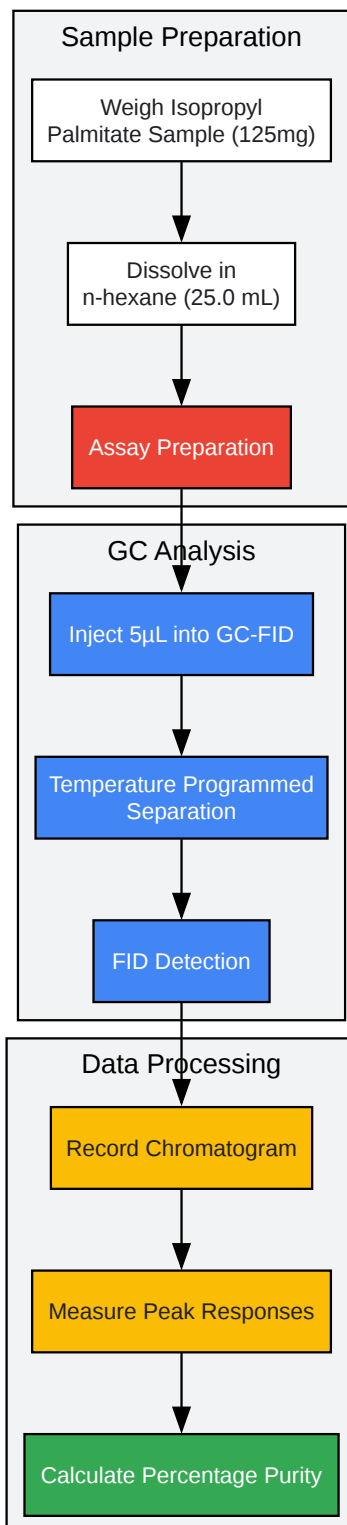 Sample Preparation
Weigh Isopropyl
Palmitate Sample (125mg)
Dissolve in
n-hexane (25.0 mL)
Assay Preparation
GC Analysis
Inject 5µL into GC-FID
Temperature Programmed
Separation
FID Detection
Data Processing
Record Chromatogram
Measure Peak Responses
Calculate Percentage Purity